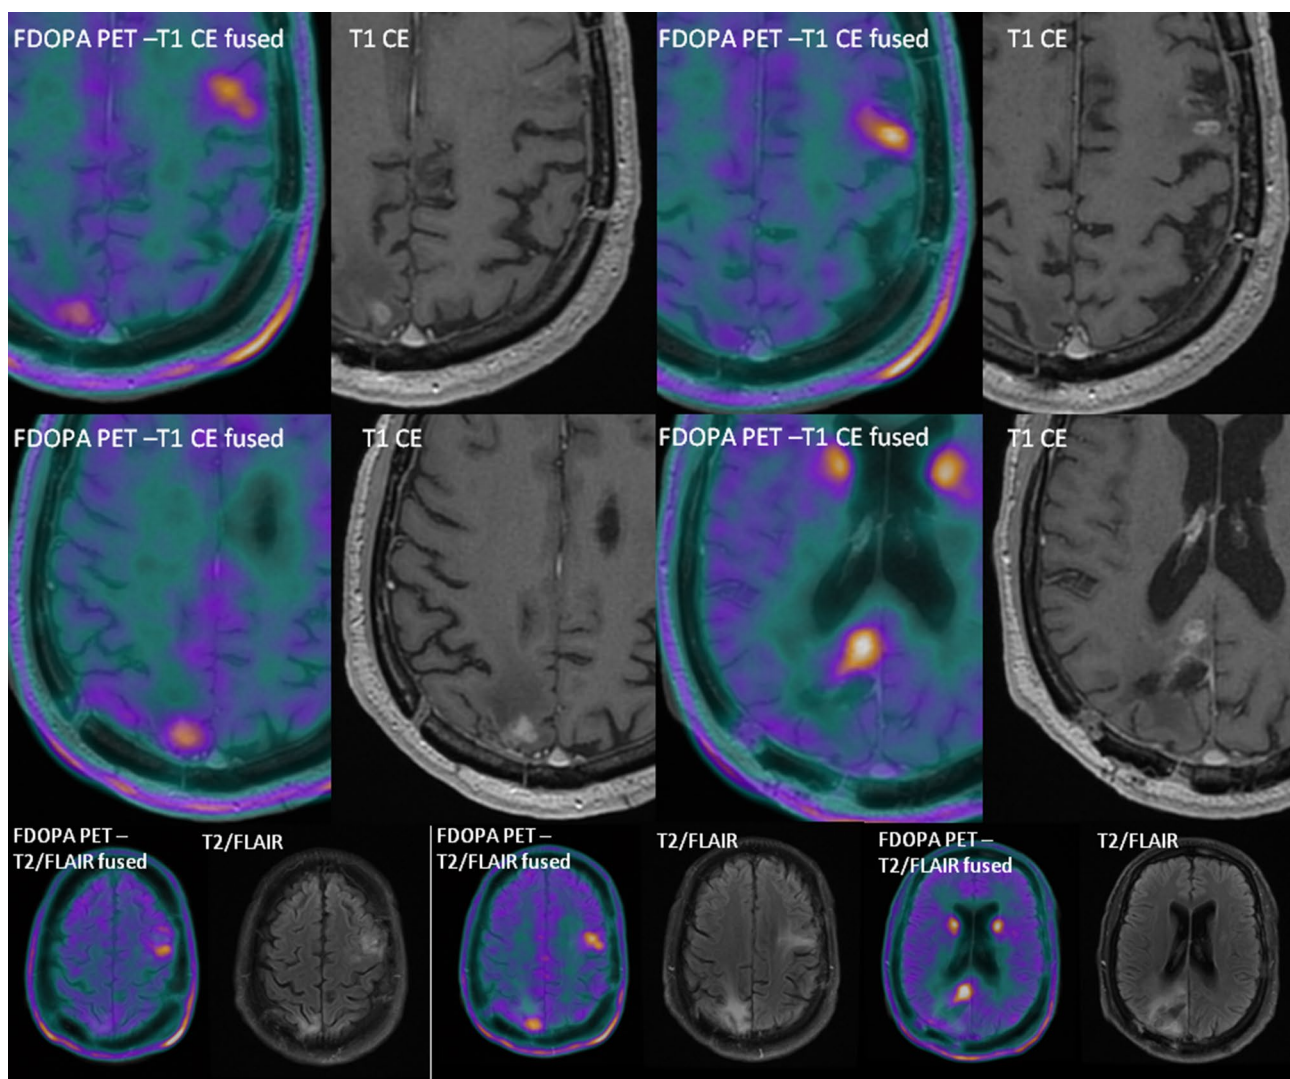 FDOPA PET –T1 CE fused
T1 CE
FDOPA PET –T1 CE fused
T1 CE
FDOPA PET –T1 CE fused
T1 CE
FDOPA PET –T1 CE fused
T1 CE
FDOPA PET –
T2/FLAIR fused
T2/FLAIR
FDOPA PET –
T2/FLAIR fused
T2/FLAIR
FDOPA PET –
T2/FLAIR fused
T2/FLAIR